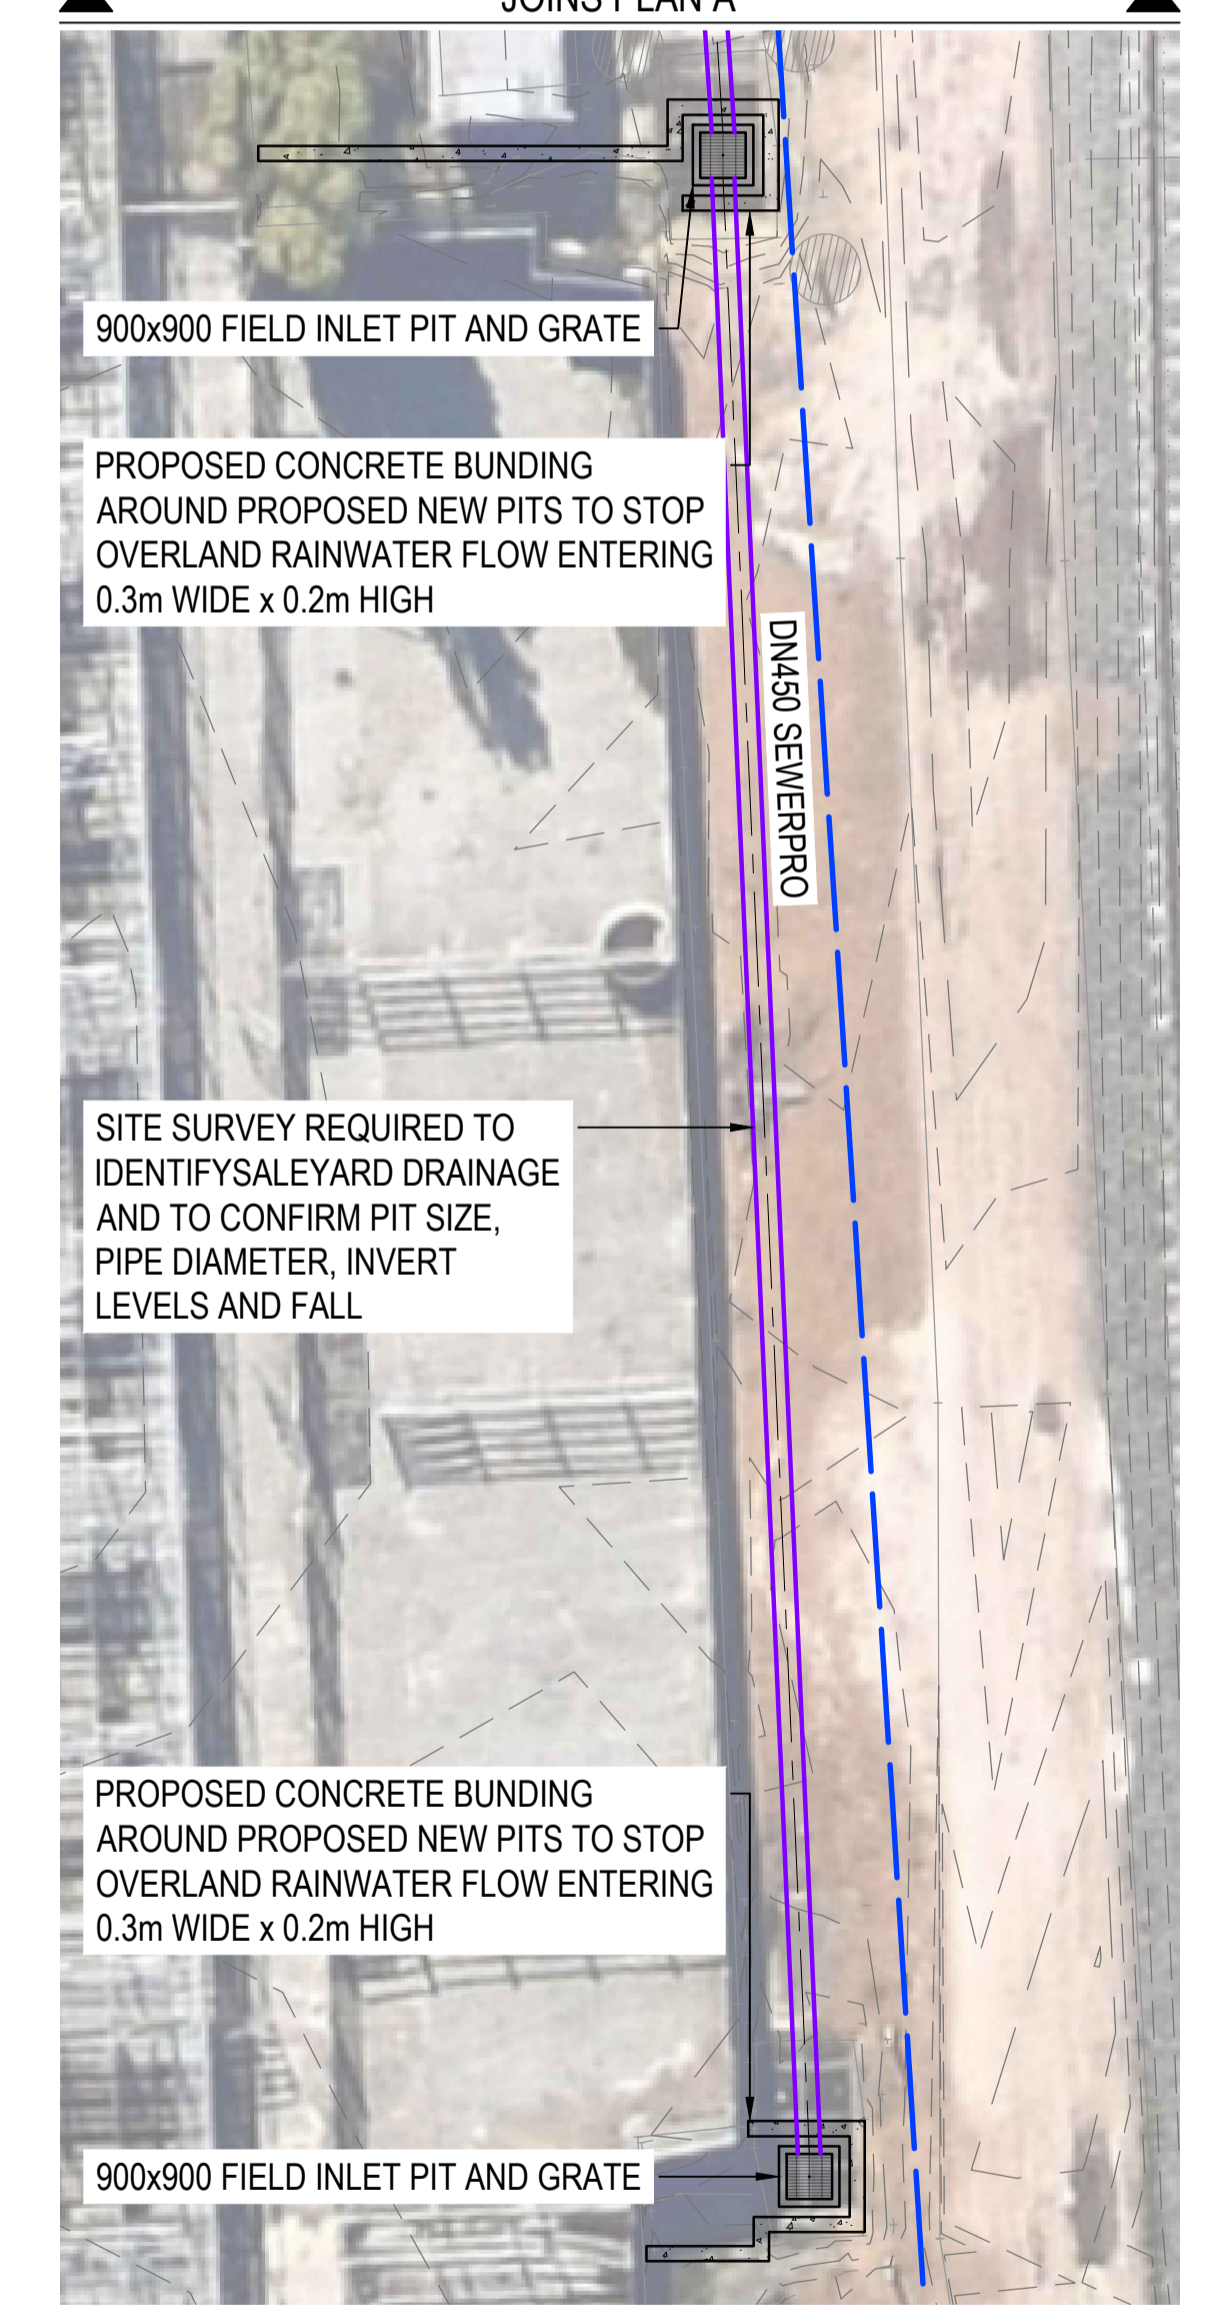 JOINS PLAN A
900x900 FIELD INLET PIT AND GRATE
PROPOSED CONCRETE BUNDING
AROUND PROPOSED NEW PITS TO STOP
OVERLAND RAINWATER FLOW ENTERING
0.3m WIDE x 0.2m HIGH
DN450 SEWERPRO
SITE SURVEY REQUIRED TO
IDENTIFYSALEYARD DRAINAGE
AND TO CONFIRM PIT SIZE,
PIPE DIAMETER, INVERT
LEVELS AND FALL
PROPOSED CONCRETE BUNDING
AROUND PROPOSED NEW PITS TO STOP
OVERLAND RAINWATER FLOW ENTERING
0.3m WIDE x 0.2m HIGH
900x900 FIELD INLET PIT AND GRATE